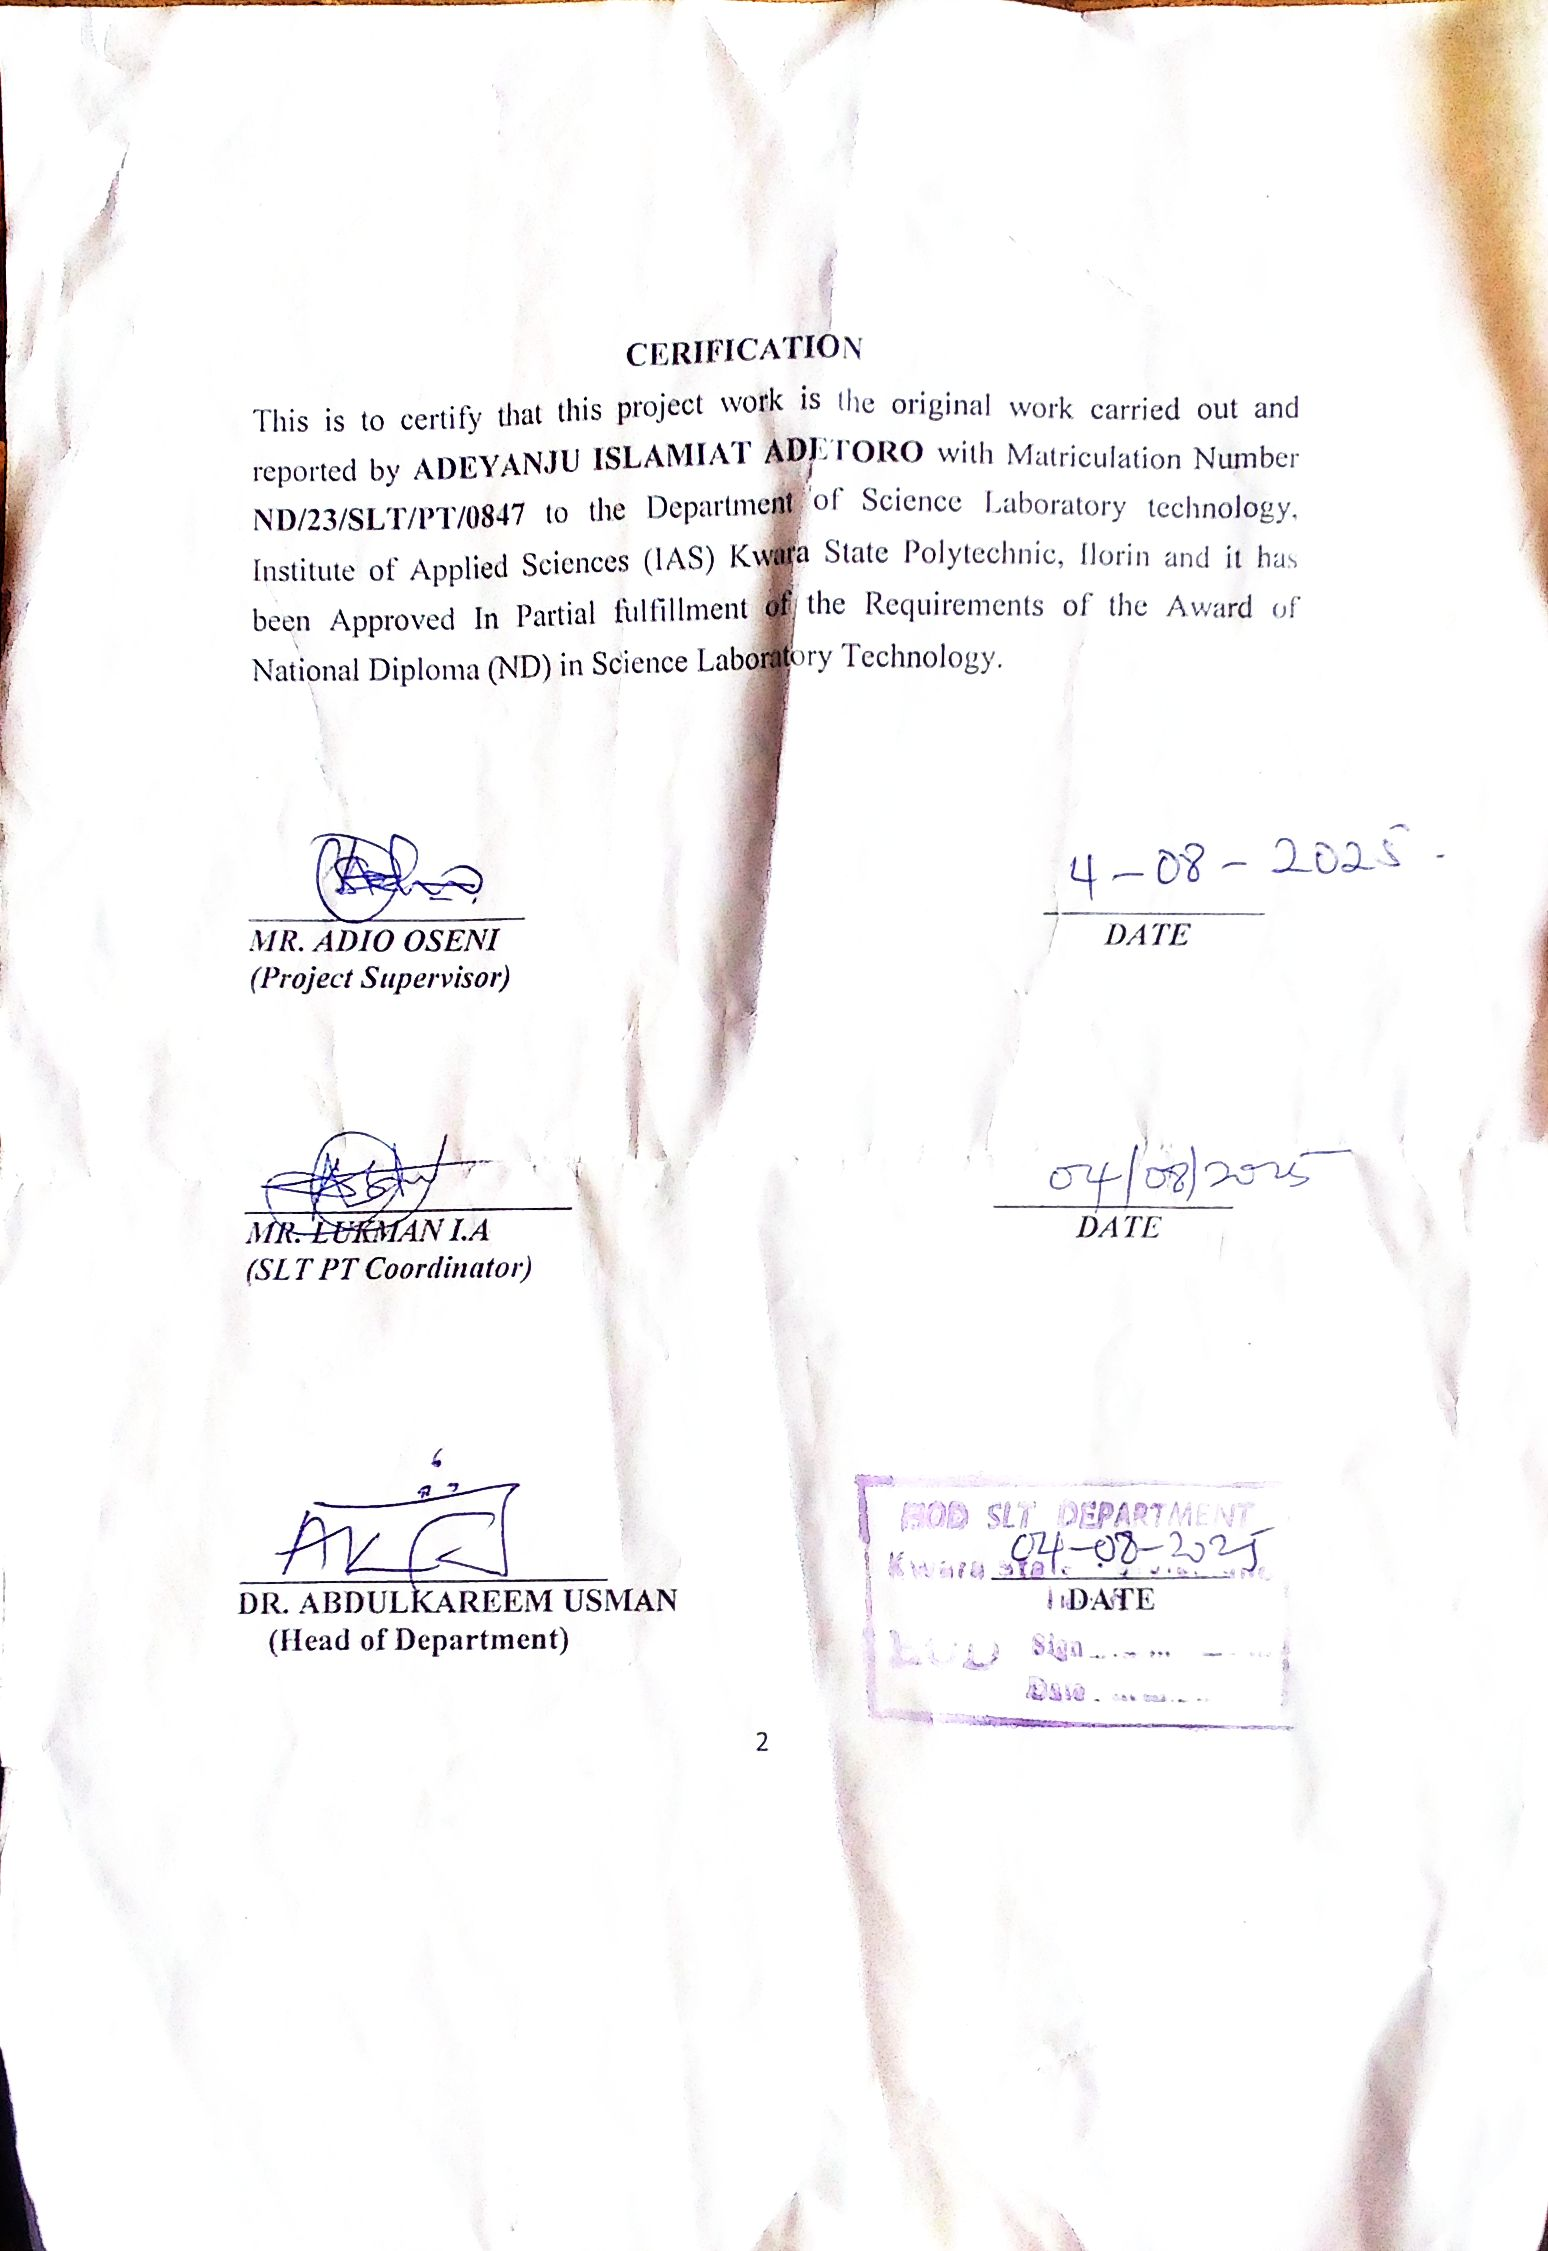 CERIFICATION
This is to certify that this project work is the original work carried out and
reported by ADEYANJU ISLAMIAT ADETORO with Matriculation Number
ND/23/SLT/PT/0847 to the Department of Science Laboratory technology,
Institute of Applied Sciences (IAS) Kwara State Polytechnic, Ilorin and it has
been Approved In Partial fulfillment of the Requirements of the Award of
National Diploma (ND) in Science Laboratory Technology.
4-08-2025.
MR. ADIO OSENI DATE
(Project Supervisor)
04/08/2025
MR. LUKMAN I.A DATE
(SLT PT Coordinator)
HOD SLT DEPARTMENT
04-08-2025
Kwara State
DR. ABDULKAREEM USMAN DATE
(Head of Department) Sign
Date
2